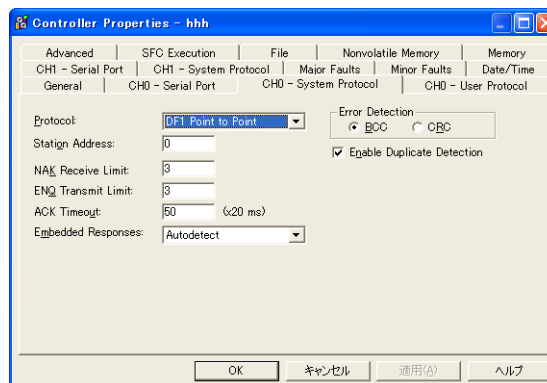 Controller Properties - hhh
Advanced SFC Execution File Nonvolatile Memory Memory
CH1 - Serial Port CH1 - System Protocol Major Faults Minor Faults Date/Time
General CH0 - Serial Port CH0 - System Protocol CH0 - User Protocol
Protocol: DF1 Point to Point
Error Detection
BCC CRC
Station Address: 0
Enable Duplicate Detection
NAK Receive Limit: 3
ENQ Transmit Limit: 3
ACK Timeout: 50 (x20 ms)
Embedded Responses: Autodetect
OK キャンセル 適用(A) ヘルプ